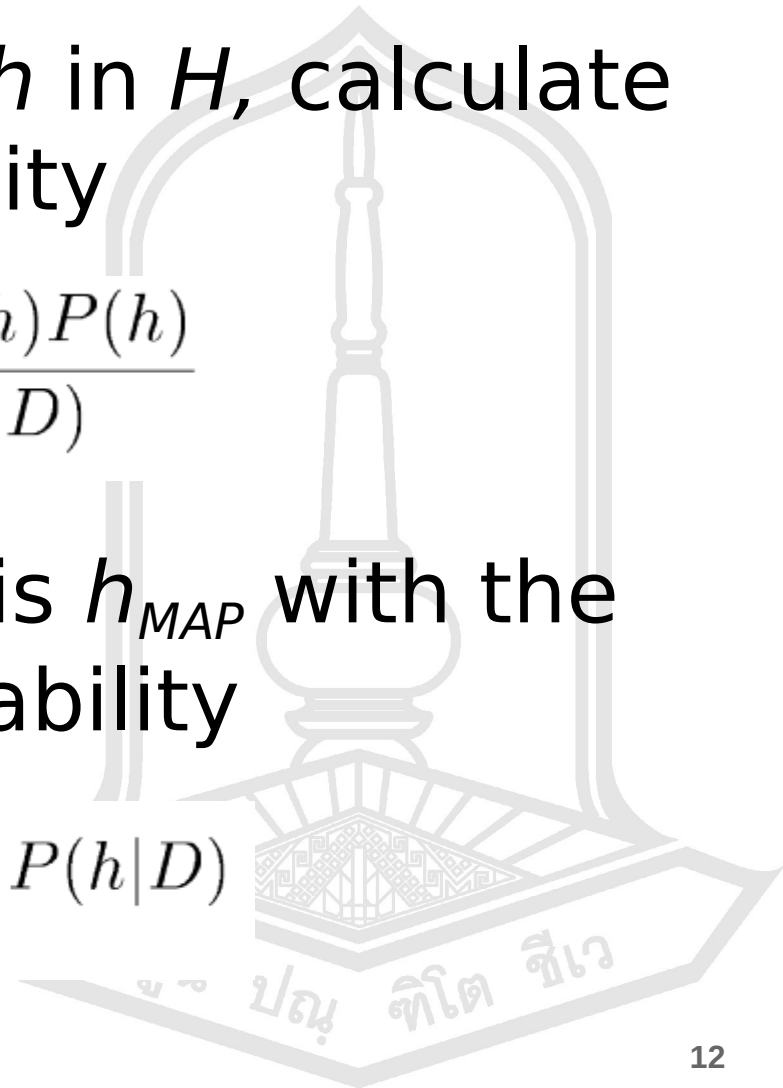 h in H, calculate
ity
h)P(h)
D)
is h_MAP with the
ability
P(h|D)
ปณฺ ฑิโต ชีเว
12